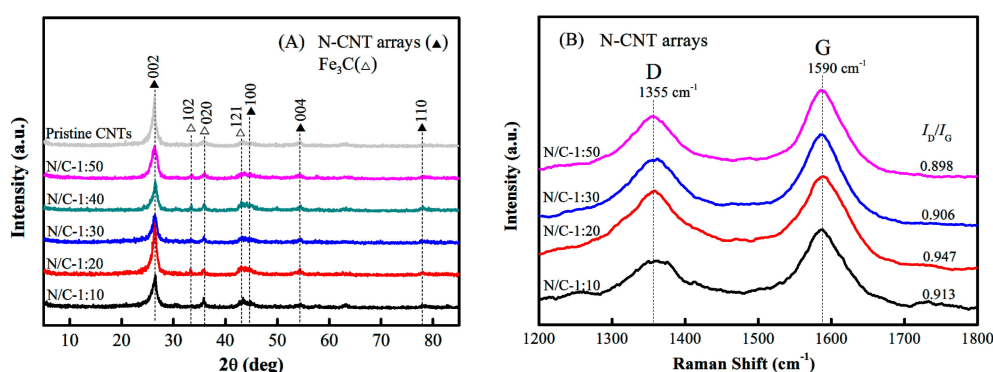 (A) N-CNT arrays (▲)
Fe₃C(△)
▲ 002
△ 102
△ 020
△ 121
▲ 100
▲ 004
▲ 110
Pristine CNTs
N/C-1:50
N/C-1:40
N/C-1:30
N/C-1:20
N/C-1:10
Intensity (a.u.)
10 20 30 40 50 60 70 80
2θ (deg)
(B) N-CNT arrays
D
1355 cm⁻¹
G
1590 cm⁻¹
I_D/I_G
N/C-1:50
0.898
N/C-1:30
0.906
N/C-1:20
0.947
N/C-1:10
0.913
Intensity (a.u.)
1200 1300 1400 1500 1600 1700 1800
Raman Shift (cm⁻¹)